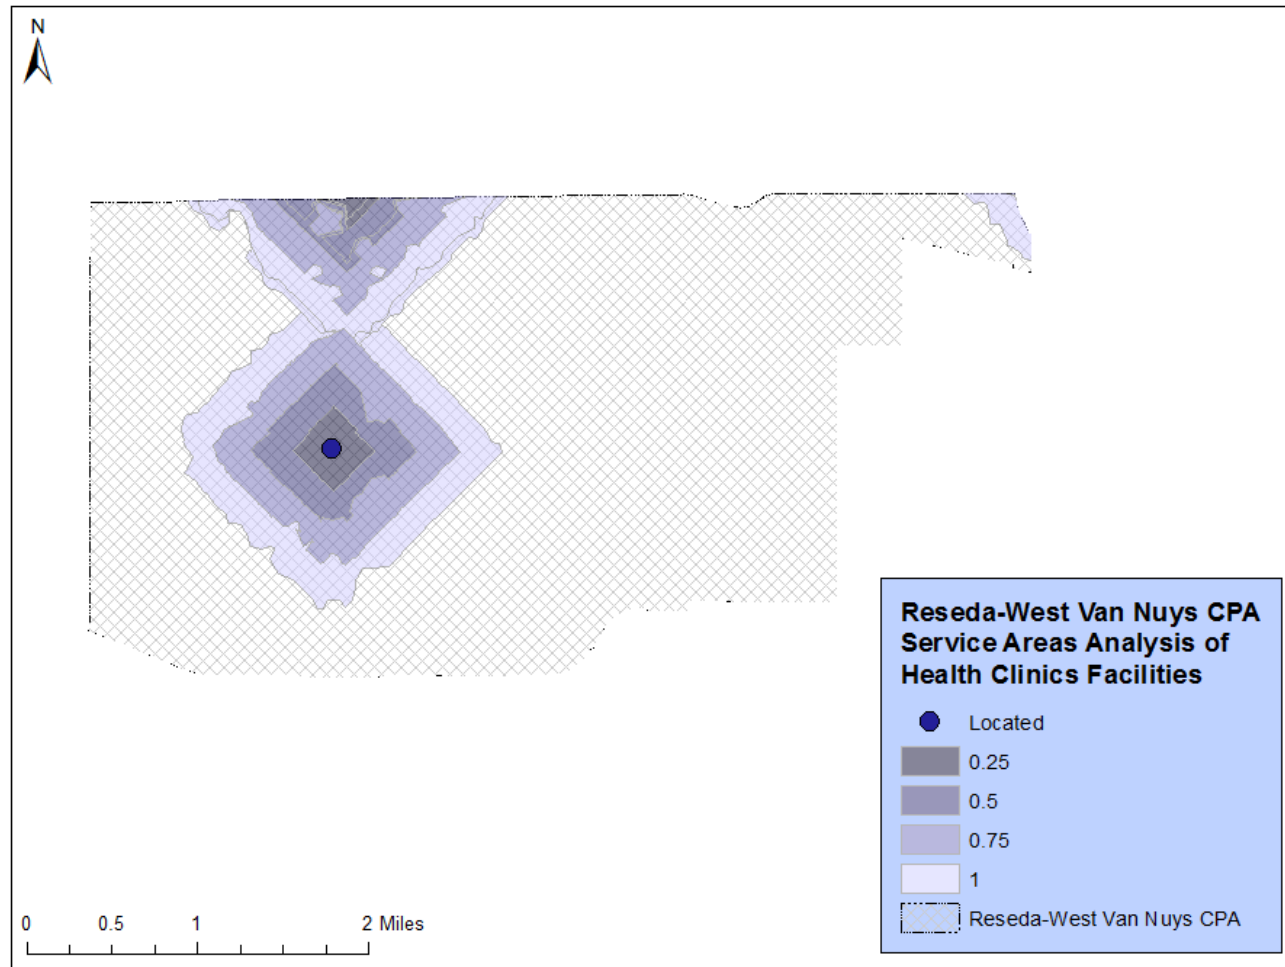 N
Reseda-West Van Nuys CPA
Service Areas Analysis of
Health Clinics Facilities
Located
0.25
0.5
0.75
1
Reseda-West Van Nuys CPA
0 0.5 1 2 Miles